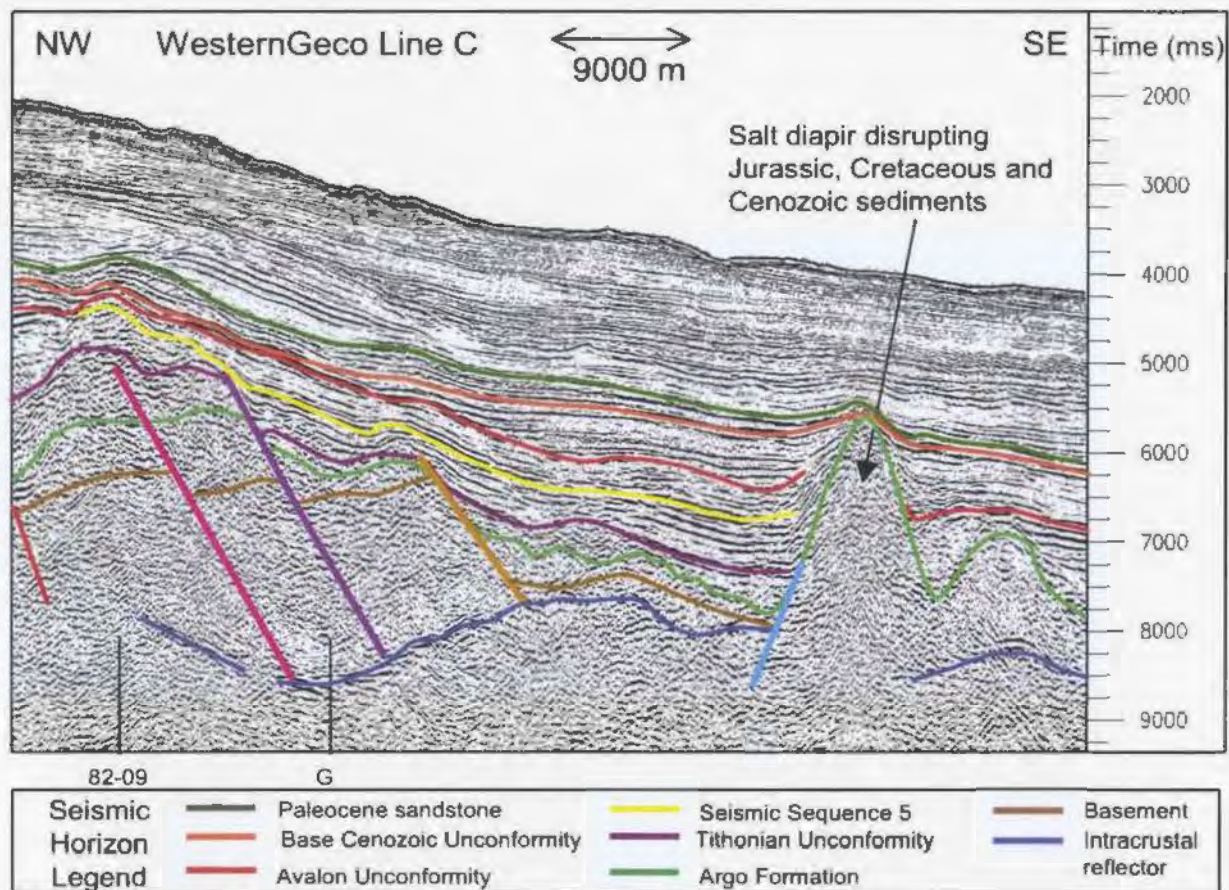 NW WesternGeco Line C 9000 m SE Time (ms)
Salt diapir disrupting
Jurassic, Cretaceous and
Cenozoic sediments
2000
3000
4000
5000
6000
7000
8000
9000
82-09 G
Seismic
Horizon
Legend
Paleocene sandstone
Base Cenozoic Unconformity
Avalon Unconformity
Seismic Sequence 5
Tithonian Unconformity
Argo Formation
Basement
Intracrustal
reflector